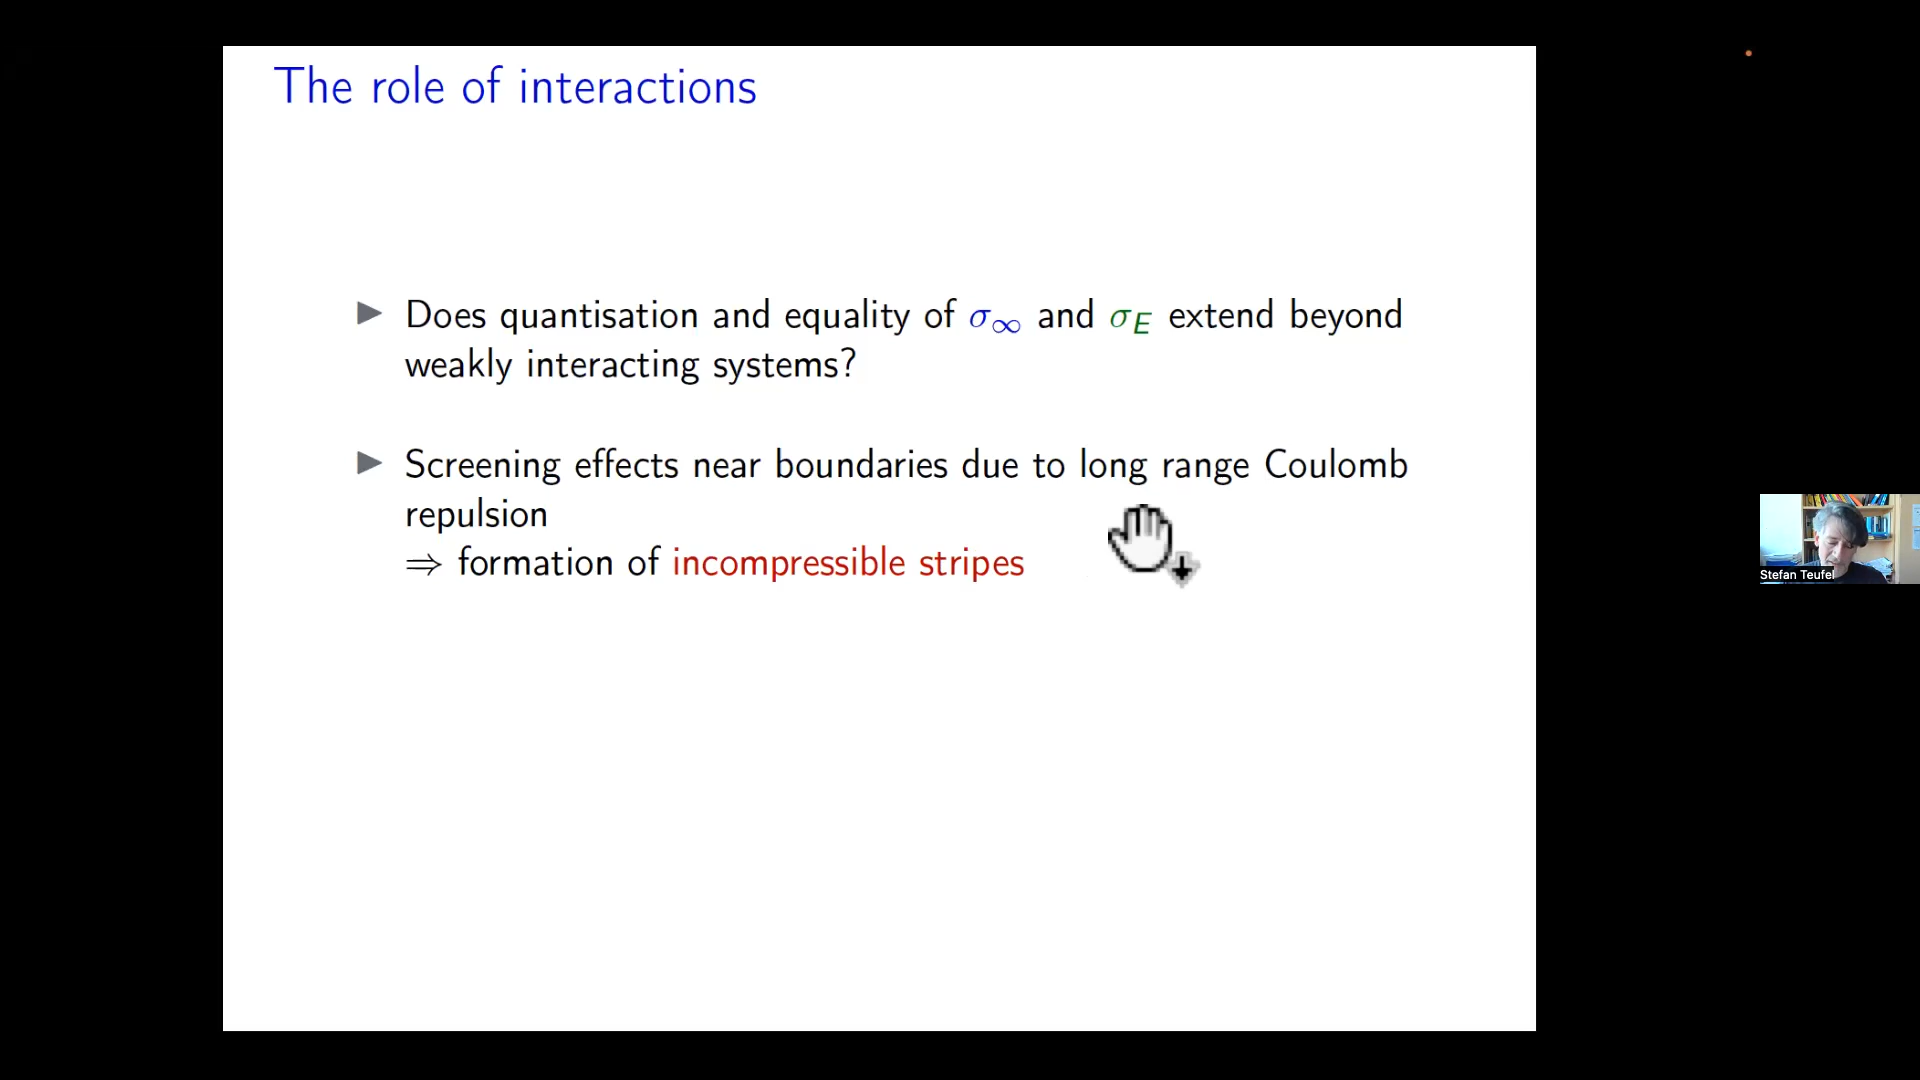 The role of interactions
▶ Does quantisation and equality of σ∞ and σE extend beyond
weakly interacting systems?
▶ Screening effects near boundaries due to long range Coulomb
repulsion
⇒ formation of incompressible stripes
Stefan Teufel